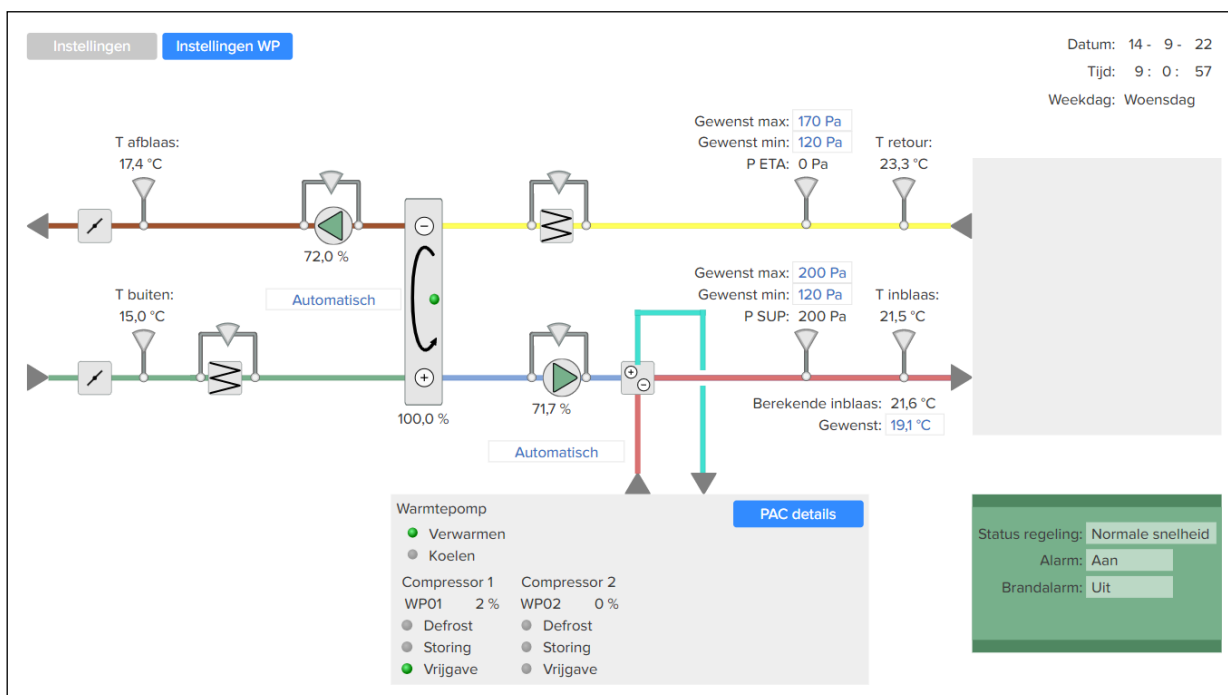 Instellingen
Instellingen WP
Datum: 14 - 9 - 22
Tijd: 9 : 0 : 57
Weekdag: Woensdag
Gewenst max: 170 Pa
Gewenst min: 120 Pa
P ETA: 0 Pa
T retour:
23,3 °C
T afblaas:
17,4 °C
72,0 %
Automatisch
T buiten:
15,0 °C
100,0 %
Gewenst max: 200 Pa
Gewenst min: 120 Pa
P SUP: 200 Pa
T inblaas:
21,5 °C
71,7 %
Automatisch
Berekende inblaas: 21,6 °C
Gewenst: 19,1 °C
Warmtepomp
PAC details
Verwarmen
Koelen
Compressor 1 Compressor 2
WP01 2 % WP02 0 %
Defrost Defrost
Storing Storing
Vrijgave Vrijgave
Status regeling: Normale snelheid
Alarm: Aan
Brandalarm: Uit